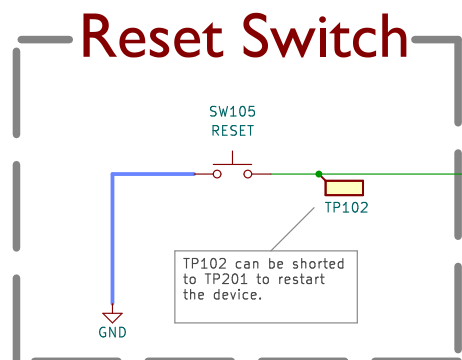 Reset Switch
SW105
RESET
TP102
TP102 can be shorted
to TP201 to restart
the device.
GND